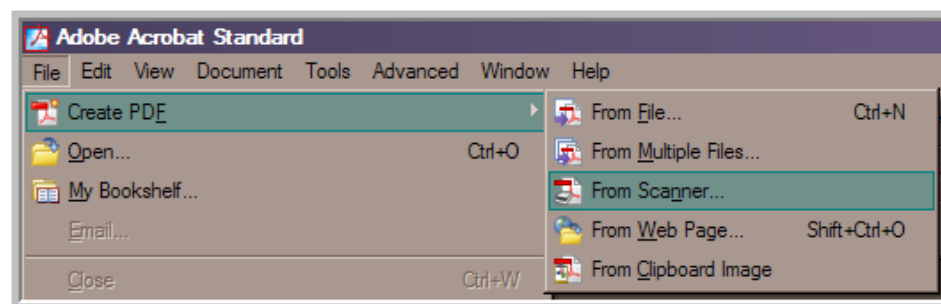 Adobe Acrobat Standard
File Edit View Document Tools Advanced Window Help
Create PDF
Open... Ctrl+O
My Bookshelf...
Email...
Close Ctrl+W
From File... Ctrl+N
From Multiple Files...
From Scanner...
From Web Page... Shift+Ctrl+O
From Clipboard Image